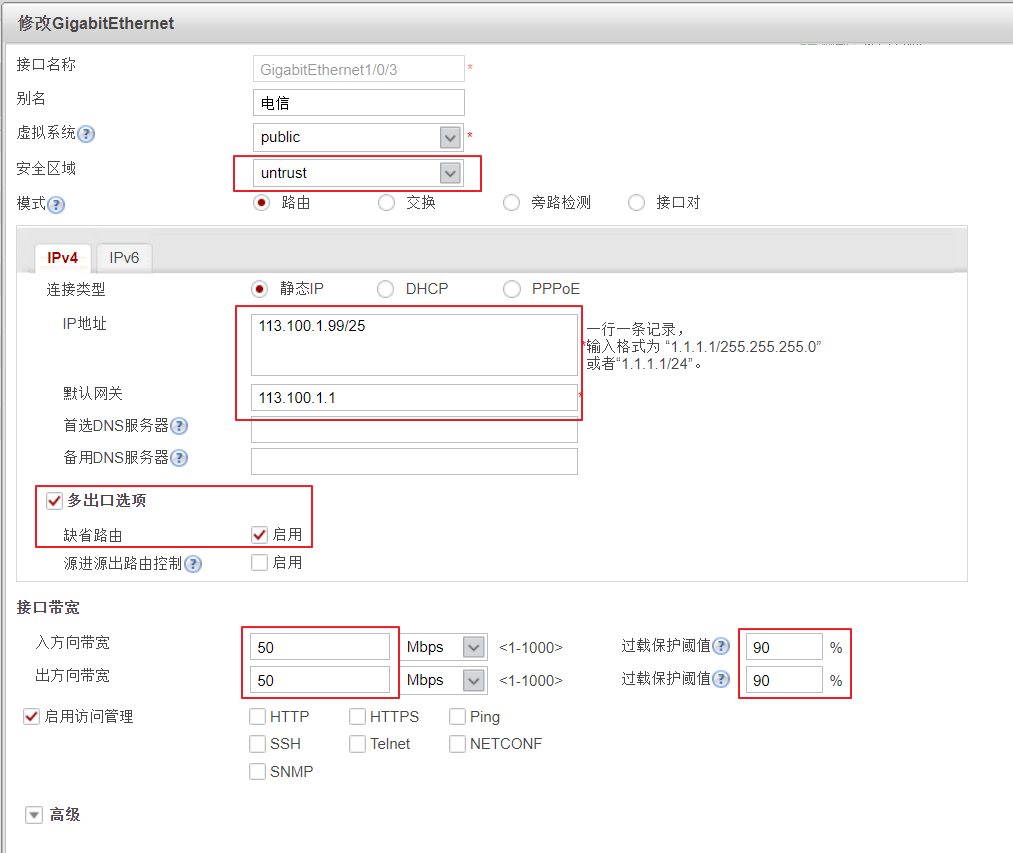 修改GigabitEthernet
接口名称 GigabitEthernet1/0/3 *
别名 电信
虚拟系统 ? public *
安全区域 untrust
模式 ? 路由 交换 旁路检测 接口对
IPv4 IPv6
连接类型 静态IP DHCP PPPoE
IP地址 113.100.1.99/25 一行一条记录，
*输入格式为 “1.1.1.1/255.255.255.0”
或者“1.1.1.1/24”。
默认网关 113.100.1.1 *
首选DNS服务器 ?
备用DNS服务器 ?
多出口选项
缺省路由 启用
源进源出路由控制 ? 启用
接口带宽
入方向带宽 50 Mbps <1-1000> 过载保护阈值 ? 90 %
出方向带宽 50 Mbps <1-1000> 过载保护阈值 ? 90 %
启用访问管理 HTTP HTTPS Ping
SSH Telnet NETCONF
SNMP
高级